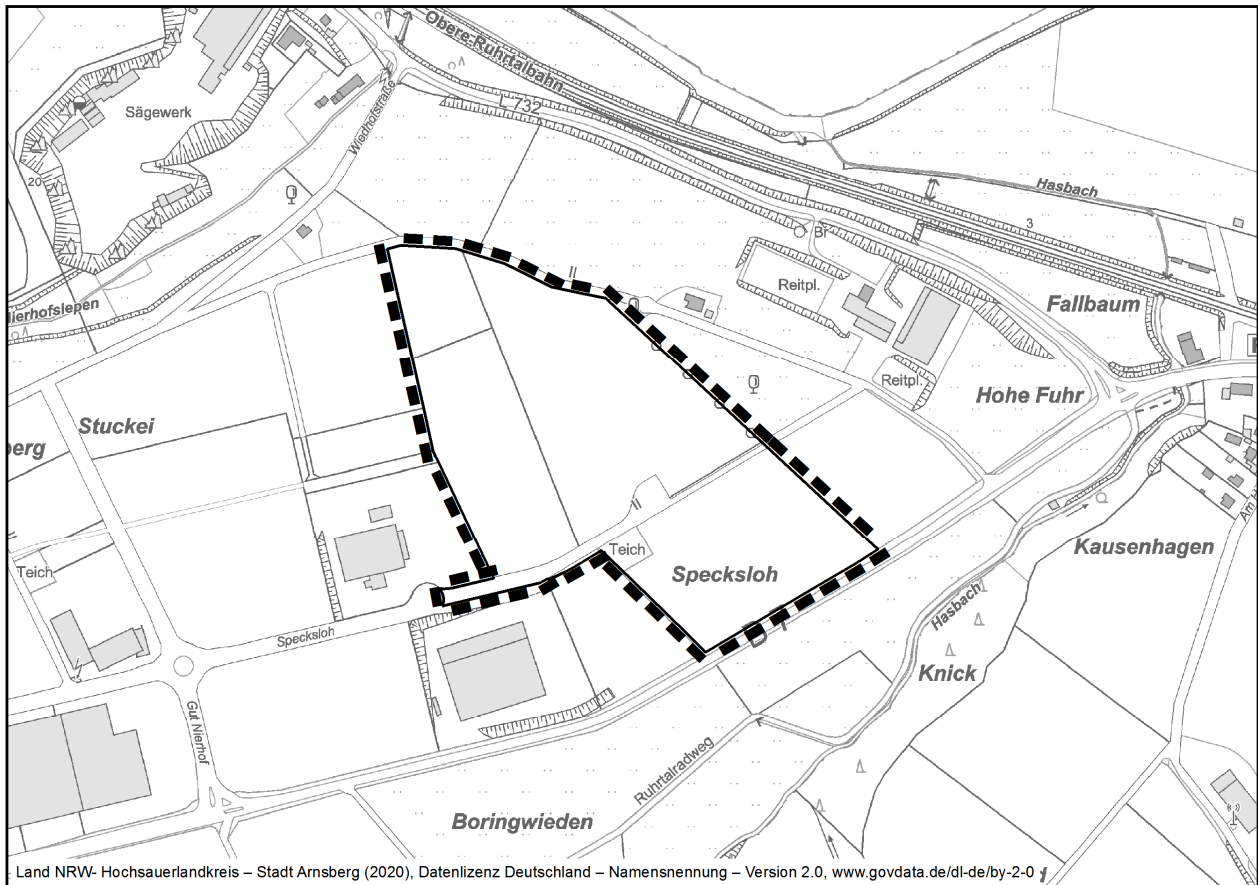 Obere-Ruhrtalbahn
L 732
Sägewerk
Wiedhofstraße
20
Hasbach
3
Br
Reitpl.
Fallbaum
Reitpl.
Hohe Fuhr
Stuckei
Teich
Teich
Specksloh
Kausenhagen
Specksloh
Hasbach
Knick
Gut Nierhof
Ruhrtalradweg
Boringwieden
Land NRW- Hochsauerlandkreis – Stadt Arnsberg (2020), Datenlizenz Deutschland – Namensnennung – Version 2.0, www.govdata.de/dl-de/by-2-0